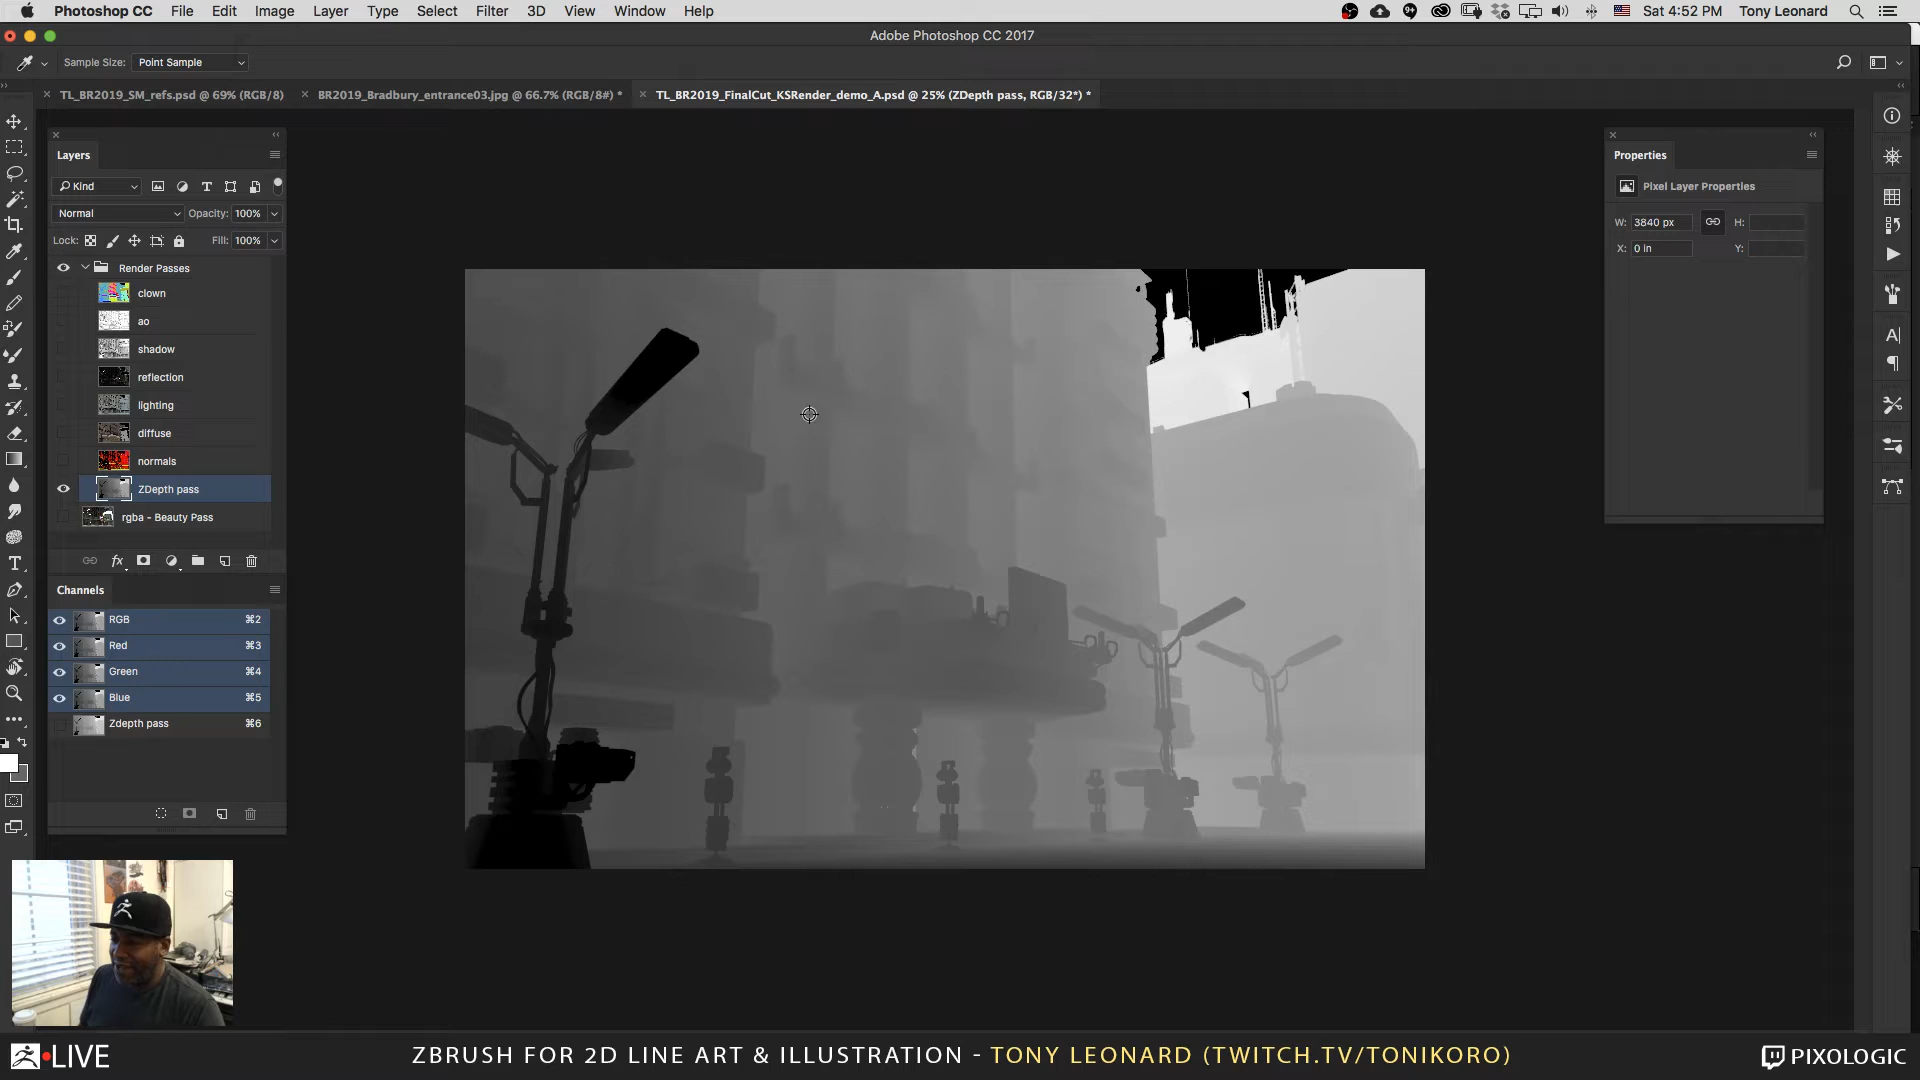 Photoshop CC File Edit Image Layer Type Select Filter 3D View Window Help 9+ Sat 4:52 PM Tony Leonard
Adobe Photoshop CC 2017
Sample Size: Point Sample
TL_BR2019_SM_refs.psd @ 69% (RGB/8) BR2019_Bradbury_entrance03.jpg @ 66.7% (RGB/8#) * TL_BR2019_FinalCut_KSRender_demo_A.psd @ 25% (ZDepth pass, RGB/32*) *
Layers
Kind
Normal Opacity: 100%
Lock: Fill: 100%
Render Passes
clown
ao
shadow
reflection
lighting
diffuse
normals
ZDepth pass
rgba - Beauty Pass
fx
Channels
RGB ⌘2
Red ⌘3
Green ⌘4
Blue ⌘5
Zdepth pass ⌘6
Properties
Pixel Layer Properties
W: 3840 px H:
X: 0 in Y:
LIVE
ZBRUSH FOR 2D LINE ART & ILLUSTRATION - TONY LEONARD (TWITCH.TV/TONIKORO)
PIXOLOGIC